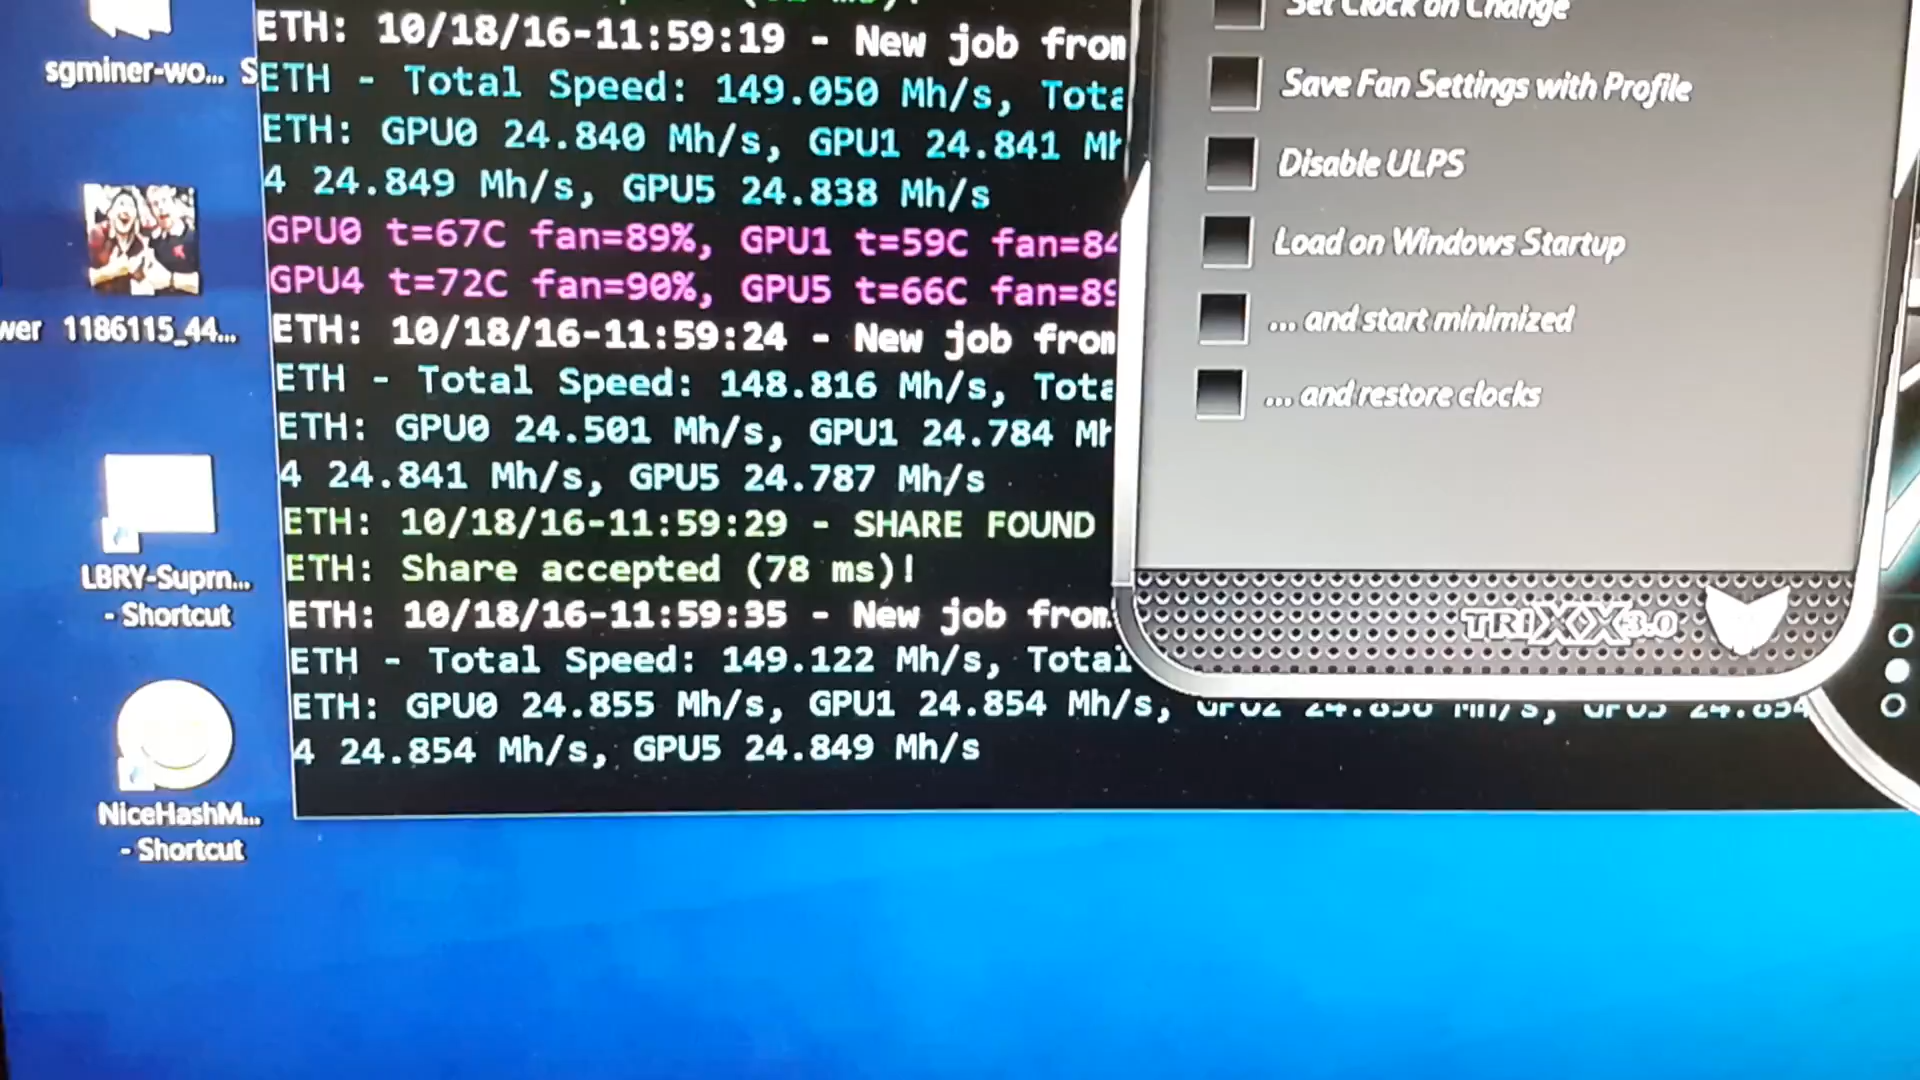 sgminer-wo... S
wer 1186115_44...
LBRY-Suprn...
- Shortcut
NiceHashM...
- Shortcut
ETH: 10/18/16-11:59:19 - New job from
ETH - Total Speed: 149.050 Mh/s, Tota
ETH: GPU0 24.840 Mh/s, GPU1 24.841 Mh
4 24.849 Mh/s, GPU5 24.838 Mh/s
GPU0 t=67C fan=89%, GPU1 t=59C fan=84
GPU4 t=72C fan=90%, GPU5 t=66C fan=89
ETH: 10/18/16-11:59:24 - New job from
ETH - Total Speed: 148.816 Mh/s, Tota
ETH: GPU0 24.501 Mh/s, GPU1 24.784 Mh
4 24.841 Mh/s, GPU5 24.787 Mh/s
ETH: 10/18/16-11:59:29 - SHARE FOUND
ETH: Share accepted (78 ms)!
ETH: 10/18/16-11:59:35 - New job from
ETH - Total Speed: 149.122 Mh/s, Total
ETH: GPU0 24.855 Mh/s, GPU1 24.854 Mh/s,
4 24.854 Mh/s, GPU5 24.849 Mh/s
Set Clock on Change
Save Fan Settings with Profile
Disable ULPS
Load on Windows Startup
... and start minimized
... and restore clocks
TRIXX 3.0